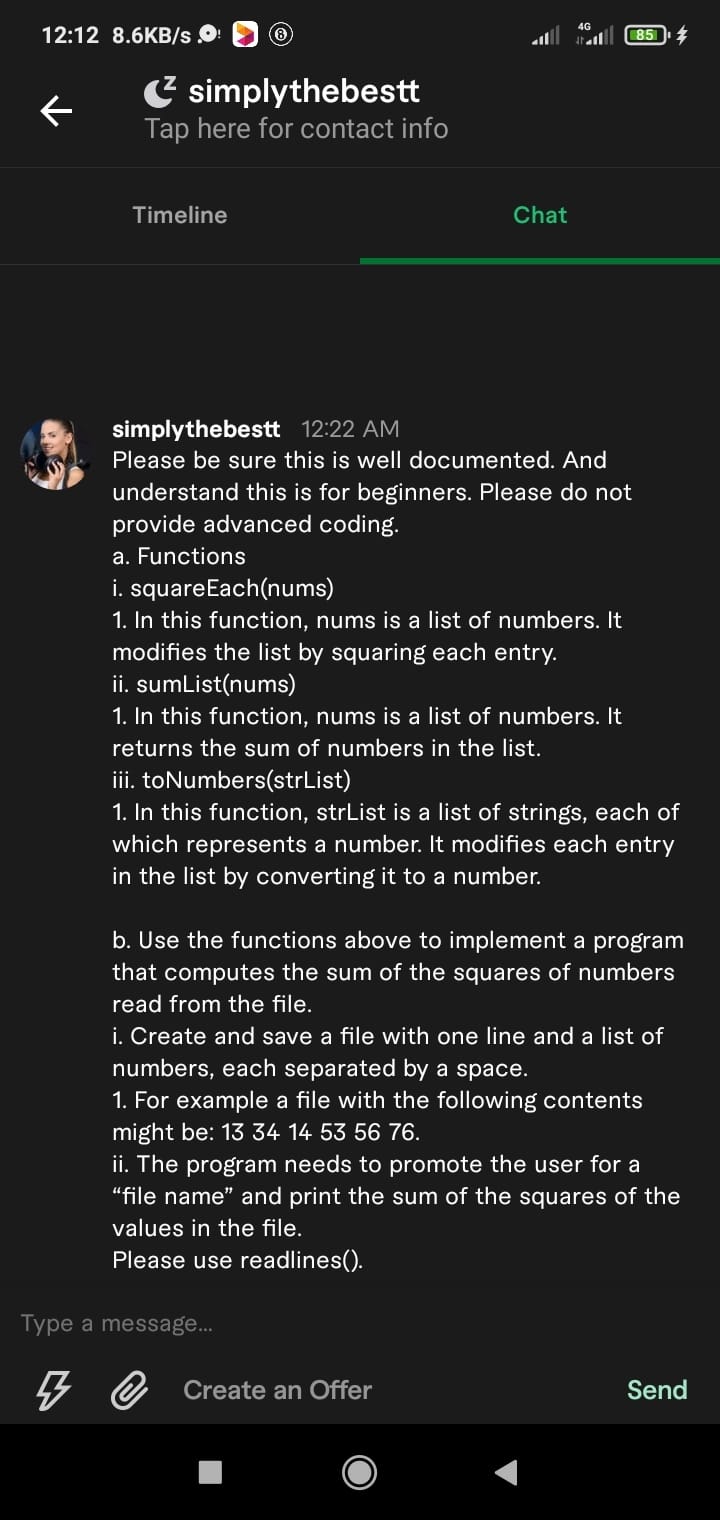 12:12 8.6KB/s
4G 85
simplythebestt
Tap here for contact info
Timeline Chat
simplythebestt 12:22 AM
Please be sure this is well documented. And
understand this is for beginners. Please do not
provide advanced coding.
a. Functions
i. squareEach(nums)
1. In this function, nums is a list of numbers. It
modifies the list by squaring each entry.
ii. sumList(nums)
1. In this function, nums is a list of numbers. It
returns the sum of numbers in the list.
iii. toNumbers(strList)
1. In this function, strList is a list of strings, each of
which represents a number. It modifies each entry
in the list by converting it to a number.
b. Use the functions above to implement a program
that computes the sum of the squares of numbers
read from the file.
i. Create and save a file with one line and a list of
numbers, each separated by a space.
1. For example a file with the following contents
might be: 13 34 14 53 56 76.
ii. The program needs to promote the user for a
“file name” and print the sum of the squares of the
values in the file.
Please use readlines().
Type a message...
Create an Offer Send